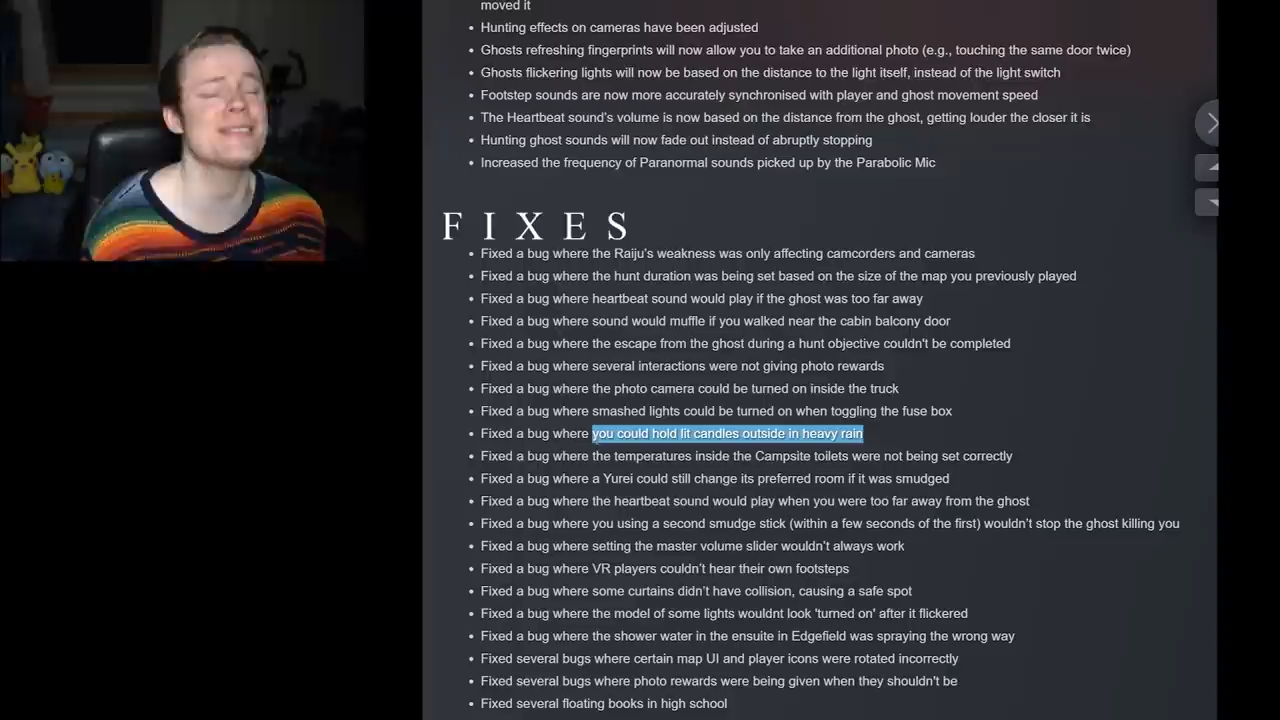 moved it
Hunting effects on cameras have been adjusted
Ghosts refreshing fingerprints will now allow you to take an additional photo (e.g., touching the same door twice)
Ghosts flickering lights will now be based on the distance to the light itself, instead of the light switch
Footstep sounds are now more accurately synchronised with player and ghost movement speed
The Heartbeat sound's volume is now based on the distance from the ghost, getting louder the closer it is
Hunting ghost sounds will now fade out instead of abruptly stopping
Increased the frequency of Paranormal sounds picked up by the Parabolic Mic
FIXES
Fixed a bug where the Raiju's weakness was only affecting camcorders and cameras
Fixed a bug where the hunt duration was being set based on the size of the map you previously played
Fixed a bug where heartbeat sound would play if the ghost was too far away
Fixed a bug where sound would muffle if you walked near the cabin balcony door
Fixed a bug where the escape from the ghost during a hunt objective couldn't be completed
Fixed a bug where several interactions were not giving photo rewards
Fixed a bug where the photo camera could be turned on inside the truck
Fixed a bug where smashed lights could be turned on when toggling the fuse box
Fixed a bug where you could hold lit candles outside in heavy rain
Fixed a bug where the temperatures inside the Campsite toilets were not being set correctly
Fixed a bug where a Yurei could still change its preferred room if it was smudged
Fixed a bug where the heartbeat sound would play when you were too far away from the ghost
Fixed a bug where you using a second smudge stick (within a few seconds of the first) wouldn't stop the ghost killing you
Fixed a bug where setting the master volume slider wouldn't always work
Fixed a bug where VR players couldn't hear their own footsteps
Fixed a bug where some curtains didn't have collision, causing a safe spot
Fixed a bug where the model of some lights wouldnt look 'turned on' after it flickered
Fixed a bug where the shower water in the ensuite in Edgefield was spraying the wrong way
Fixed several bugs where certain map UI and player icons were rotated incorrectly
Fixed several bugs where photo rewards were being given when they shouldn't be
Fixed several floating books in high school